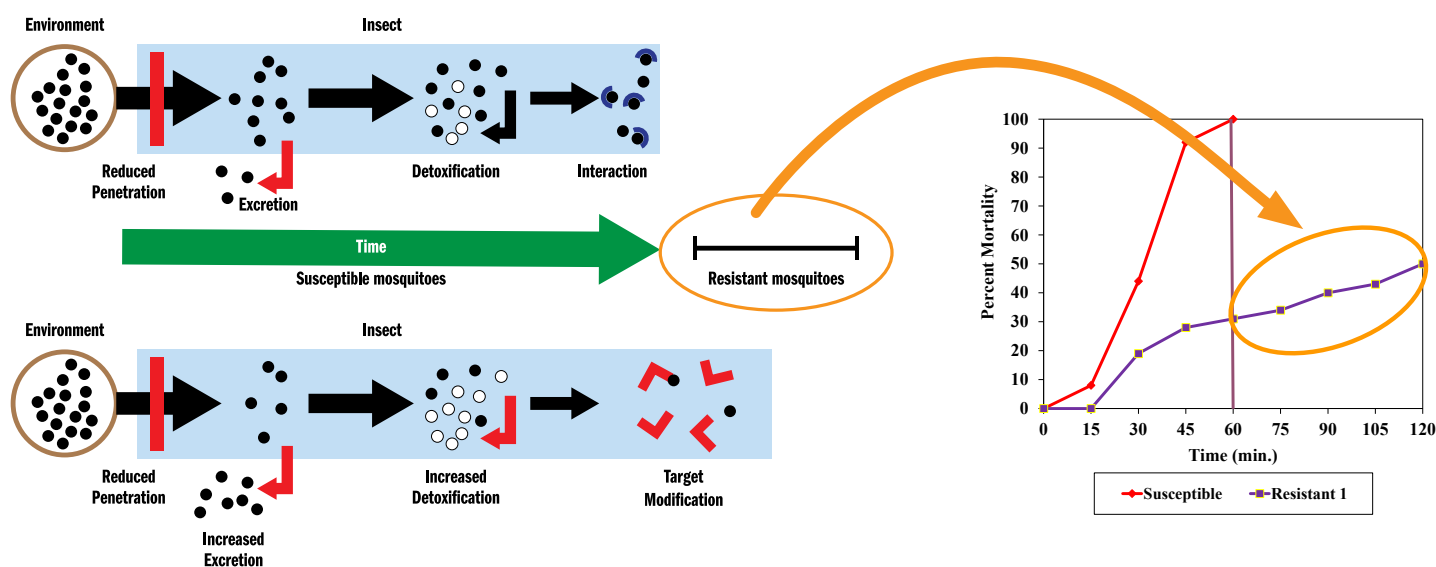 Environment
Insect
Reduced
Penetration
Excretion
Detoxification
Interaction
Time
Susceptible mosquitoes
Resistant mosquitoes
Environment
Insect
Reduced
Penetration
Increased
Excretion
Increased
Detoxification
Target
Modification
Percent Mortality
100
90
80
70
60
50
40
30
20
10
0
0 15 30 45 60 75 90 105 120
Time (min.)
Susceptible Resistant 1